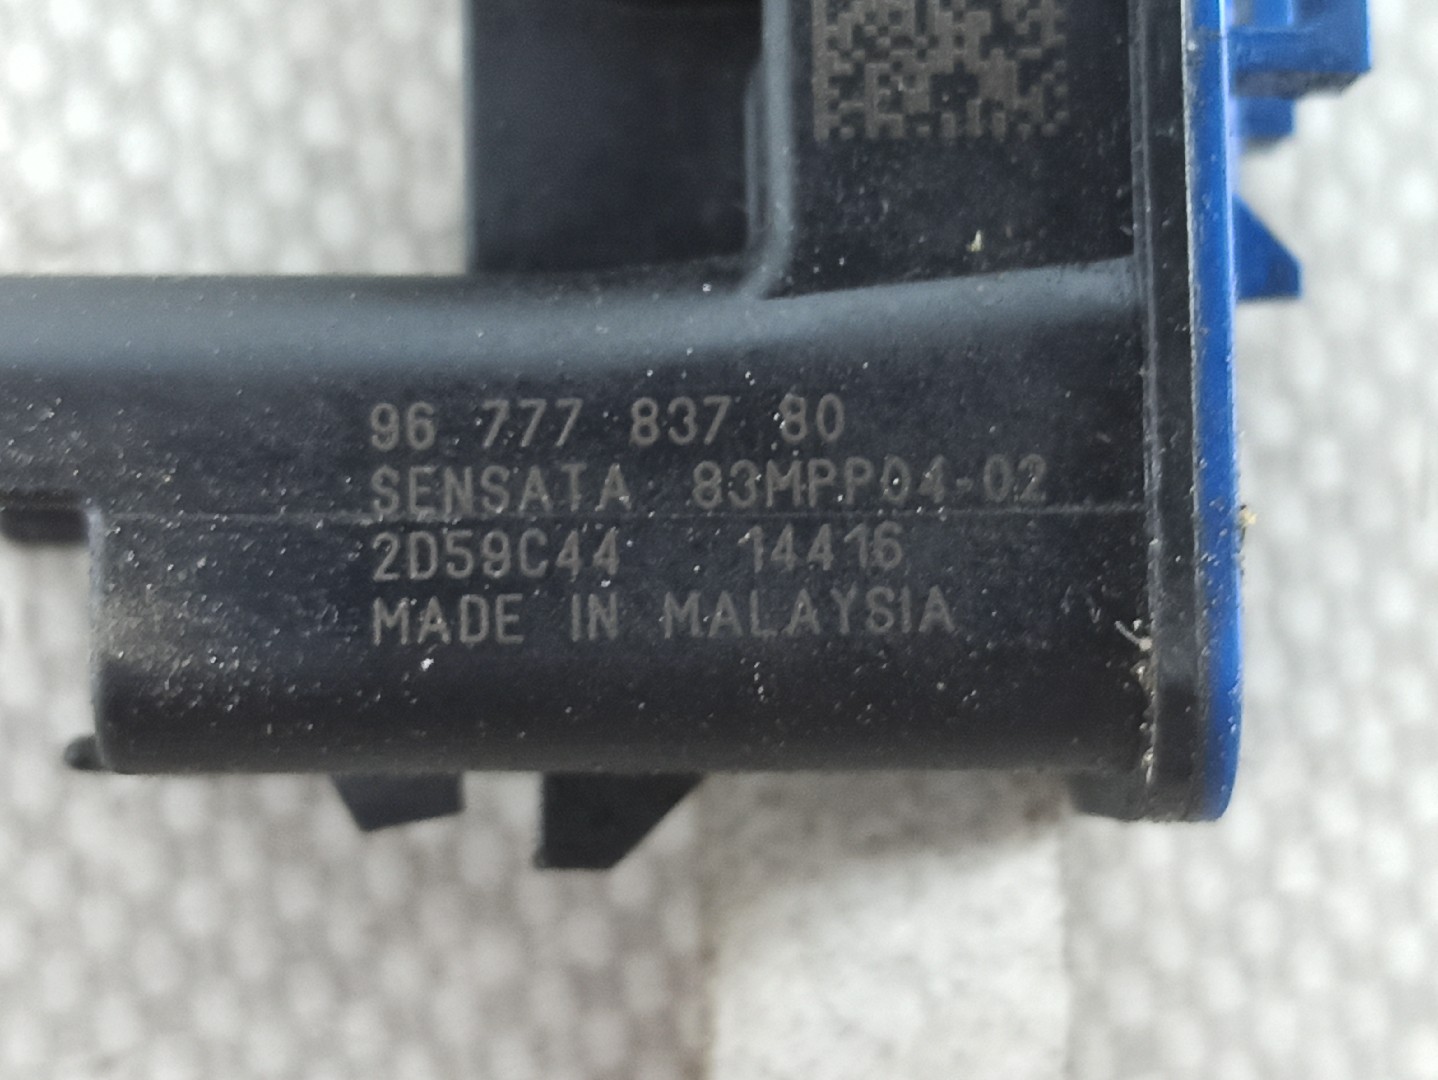 96 777 837 80
SENSATA 83MPP04-02
2D59C44 14416
MADE IN MALAYSIA